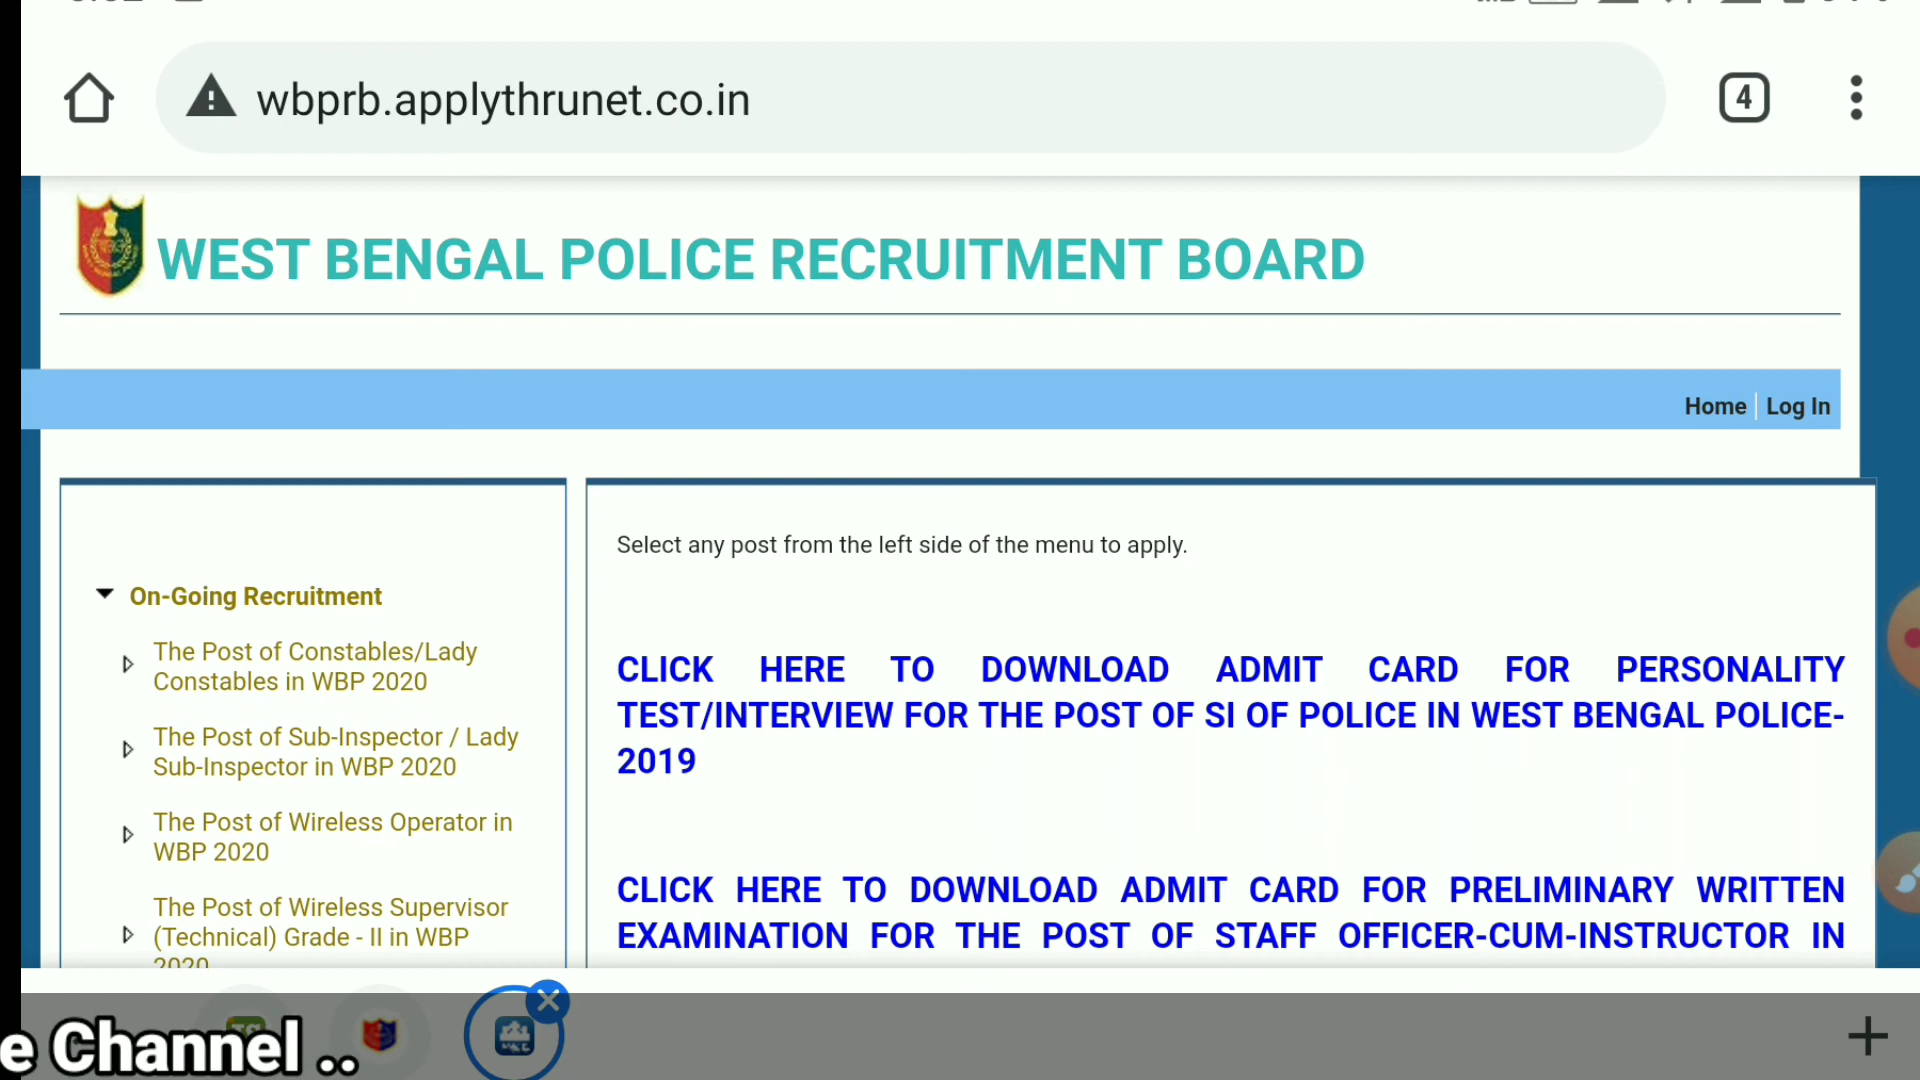 wbprb.applythrunet.co.in
4
WEST BENGAL POLICE RECRUITMENT BOARD
Home | Log In
Select any post from the left side of the menu to apply.
On-Going Recruitment
The Post of Constables/Lady
Constables in WBP 2020
The Post of Sub-Inspector / Lady
Sub-Inspector in WBP 2020
The Post of Wireless Operator in
WBP 2020
The Post of Wireless Supervisor
(Technical) Grade - II in WBP
2020
CLICK HERE TO DOWNLOAD ADMIT CARD FOR PERSONALITY
TEST/INTERVIEW FOR THE POST OF SI OF POLICE IN WEST BENGAL POLICE-
2019
CLICK HERE TO DOWNLOAD ADMIT CARD FOR PRELIMINARY WRITTEN
EXAMINATION FOR THE POST OF STAFF OFFICER-CUM-INSTRUCTOR IN
e Channel ..